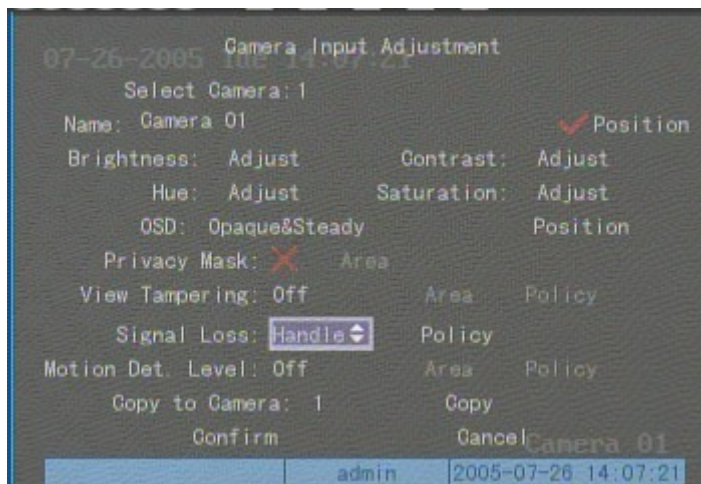 Camera Input Adjustment
07-26-2005 Tue 14:07:21
Select Camera: 1
Name: Camera 01 Position
Brightness: Adjust Contrast: Adjust
Hue: Adjust Saturation: Adjust
OSD: Opaque&Steady Position
Privacy Mask: Area
View Tampering: Off Area Policy
Signal Loss: Handle Policy
Motion Det. Level: Off Area Policy
Copy to Camera: 1 Copy
Confirm Cancel
Camera 01
admin 2005-07-26 14:07:21